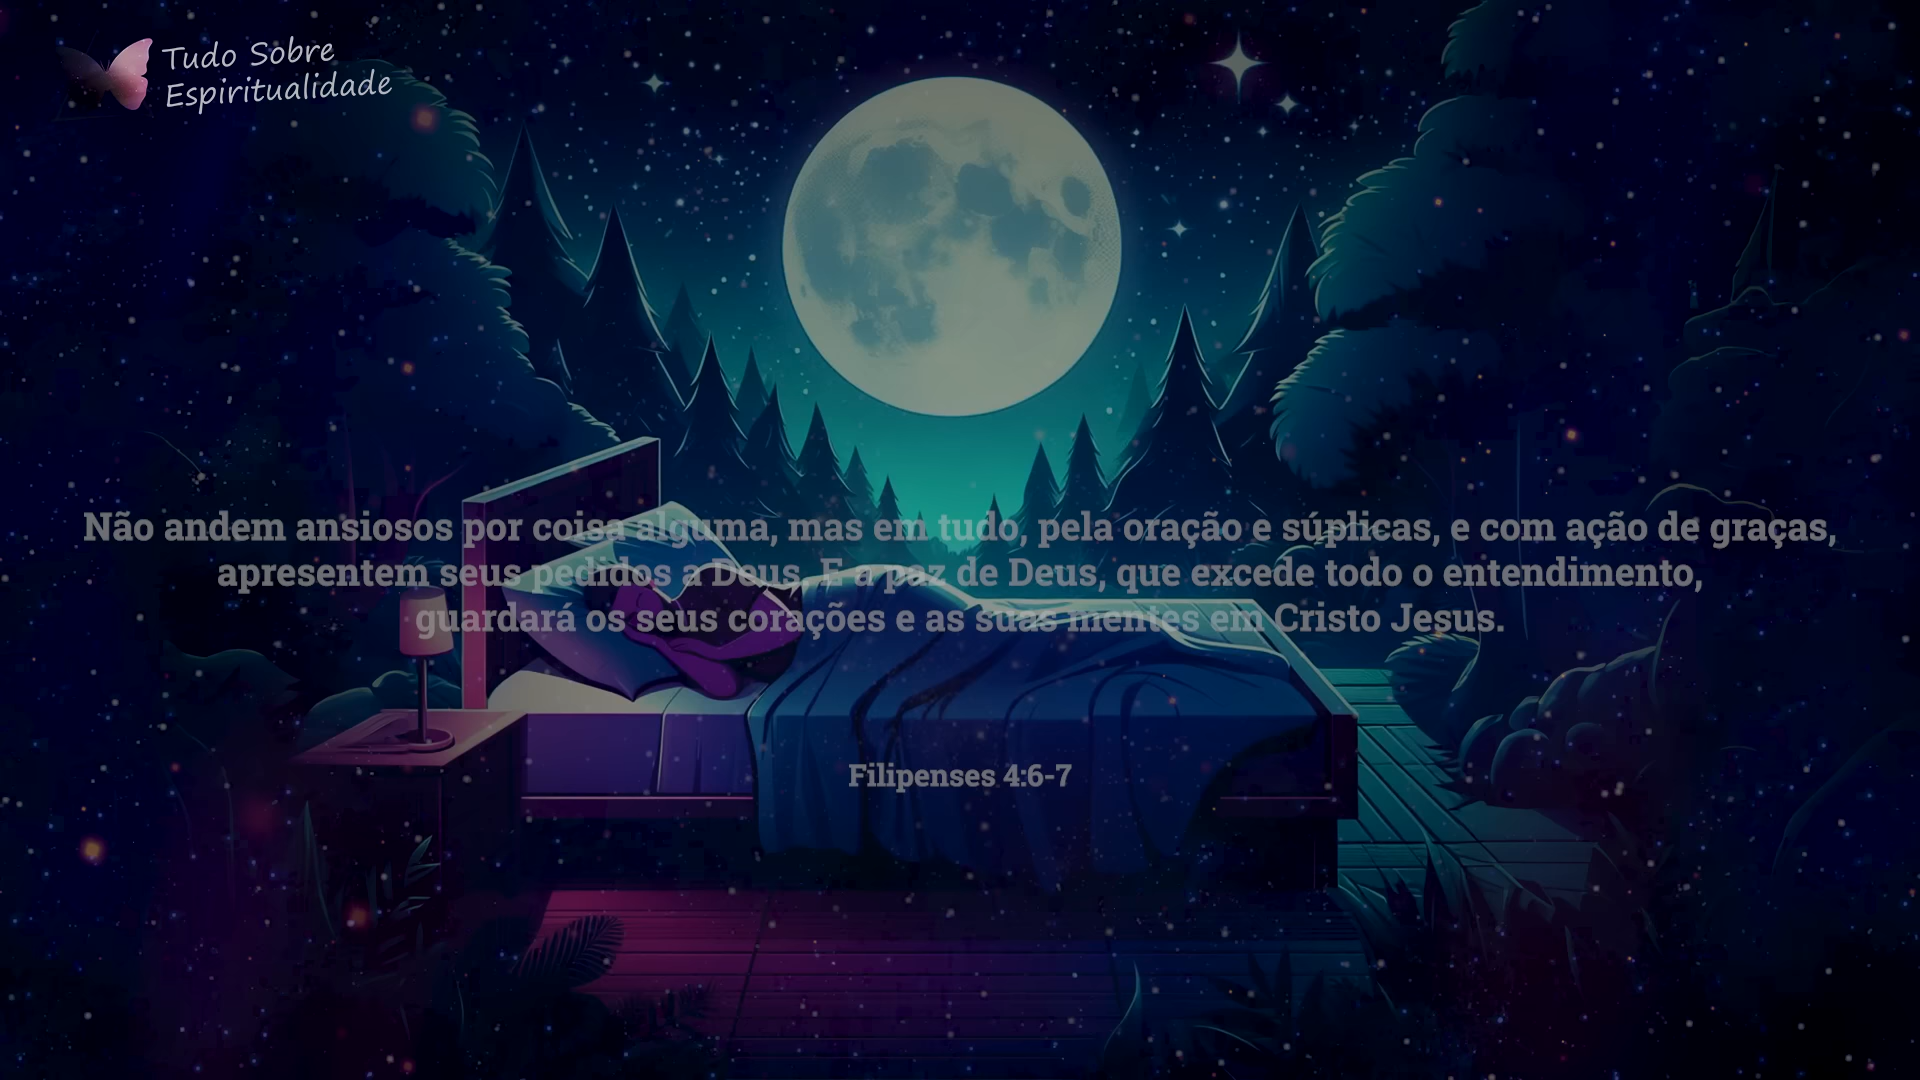 Tudo Sobre
Espiritualidade
Não andem ansiosos por coisa alguma, mas em tudo, pela oração e súplicas, e com ação de graças,
apresentem seus pedidos a Deus. E a paz de Deus, que excede todo o entendimento,
guardará os seus corações e as suas mentes em Cristo Jesus.
Filipenses 4:6-7